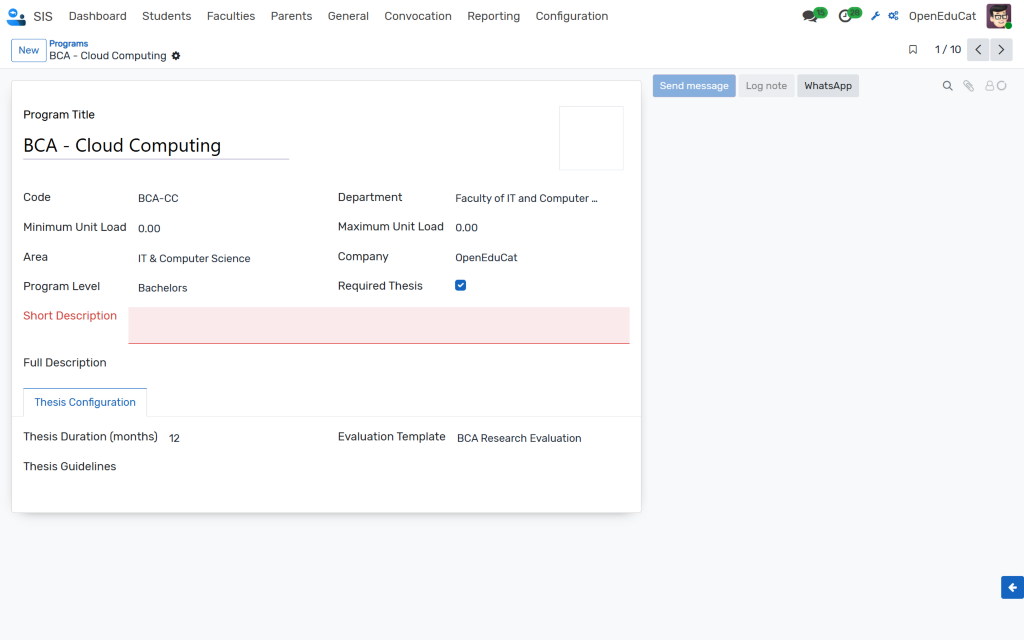 SIS Dashboard Students Faculties Parents General Convocation Reporting Configuration 15 28 OpenEduCat
New Programs
BCA - Cloud Computing
1 / 10
Send message Log note WhatsApp
Program Title
BCA - Cloud Computing
Code BCA-CC Department Faculty of IT and Computer ...
Minimum Unit Load 0.00 Maximum Unit Load 0.00
Area IT & Computer Science Company OpenEduCat
Program Level Bachelors Required Thesis
Short Description
Full Description
Thesis Configuration
Thesis Duration (months) 12 Evaluation Template BCA Research Evaluation
Thesis Guidelines